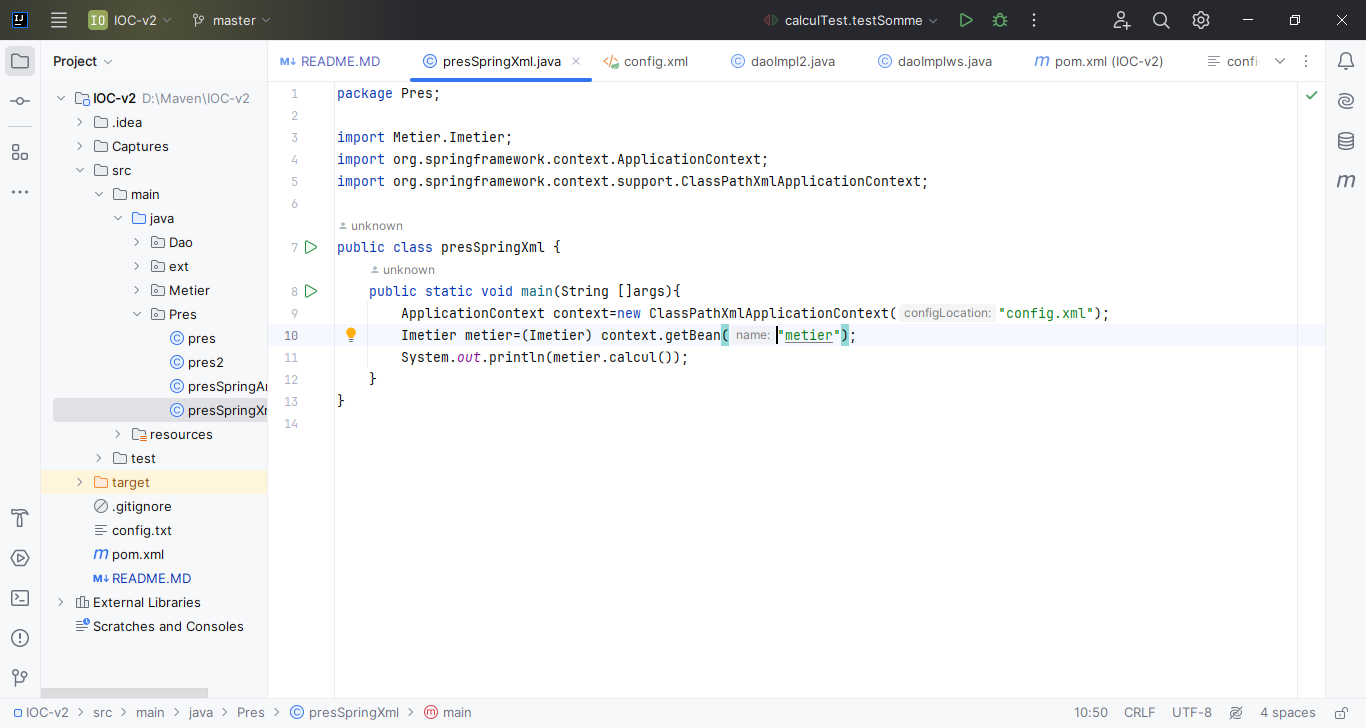 IO IOC-v2 master calculTest.testSomme
Project
README.MD presSpringXml.java config.xml daoImpl2.java daoImplws.java pom.xml (IOC-v2) confi
IOC-v2 D:\Maven\IOC-v2
.idea
Captures
src
main
java
Dao
ext
Metier
Pres
pres
pres2
presSpringAn
presSpringXm
resources
test
target
.gitignore
config.txt
pom.xml
README.MD
External Libraries
Scratches and Consoles
1 package Pres;
2
3 import Metier.Imetier;
4 import org.springframework.context.ApplicationContext;
5 import org.springframework.context.support.ClassPathXmlApplicationContext;
6
unknown
7 public class presSpringXml {
unknown
8 public static void main(String []args){
9 ApplicationContext context=new ClassPathXmlApplicationContext( configLocation: "config.xml");
10 Imetier metier=(Imetier) context.getBean( name: "metier");
11 System.out.println(metier.calcul());
12 }
13 }
14
IOC-v2 > src > main > java > Pres > presSpringXml > main 10:50 CRLF UTF-8 4 spaces